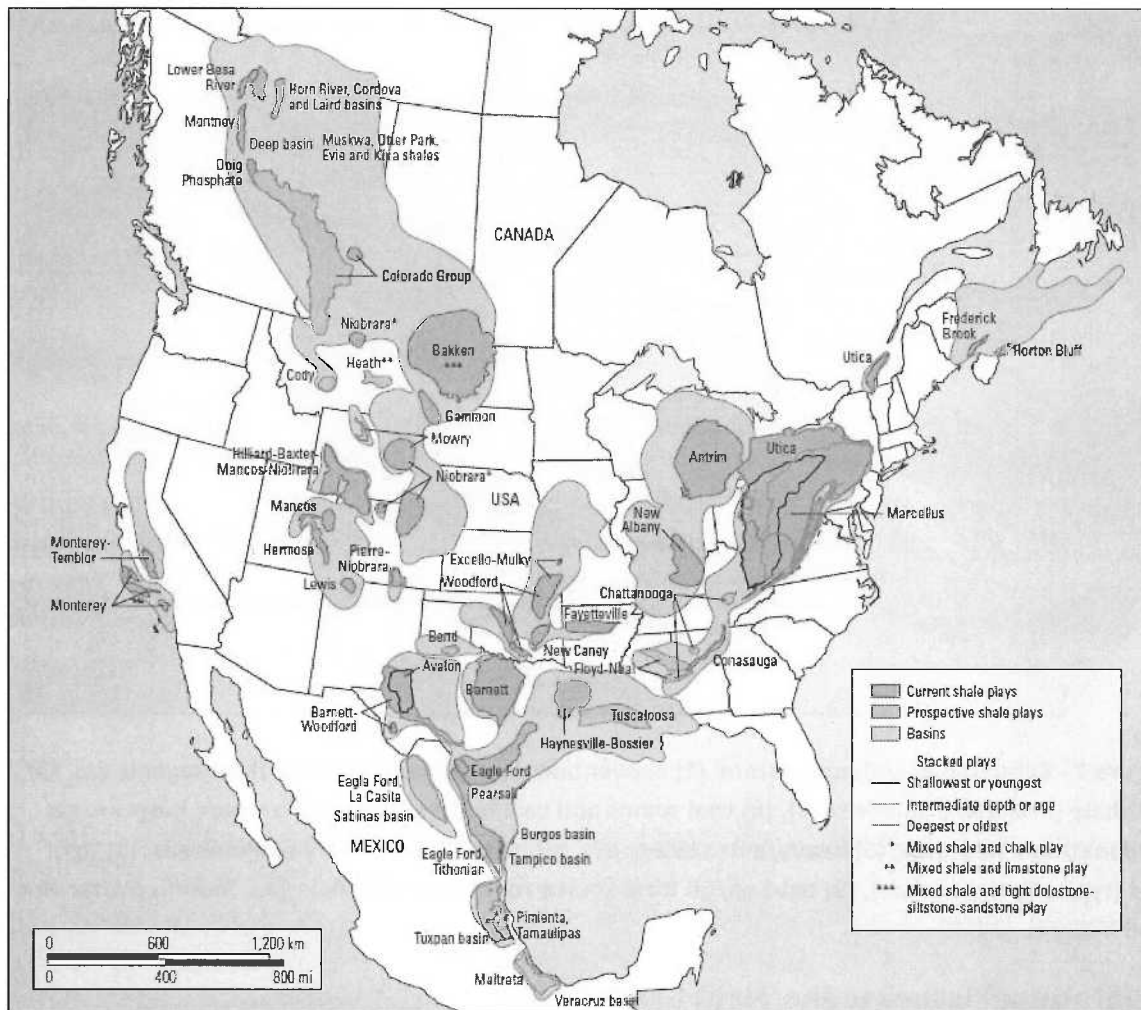 Lower Besa
River
Horn River, Cordova
and Laird basins
Montney
Deep basin
Muskwa, Otter Park,
Evie and Klua shales
Doig
Phosphate
CANADA
Colorado Group
Niobrara*
Bakken
***
Heath**
Cody
Gammon
Mowry
Frederick
Brook
Horton Bluff
Utica
Antrim
Utica
Hilliard-Baxter-
Mancos-Niobrara
Niobrara*
USA
Mancos
New
Albany
Marcellus
Monterey-
Temblor
Hermosa
Pierre-
Niobrara
Excello-Mulky
Woodford
Lewis
Monterey
Chattanooga
Fayetteville
Bend
New Caney
Floyd-Neal
Conasauga
Avalon
Barnett
Barnett-
Woodford
Tuscaloosa
Haynesville-Bossier
Eagle Ford
Pearsall
Eagle Ford,
La Casita
Sabinas basin
MEXICO
Burgos basin
Eagle Ford,
Tithonian
Tampico basin
Pimienta,
Tamaulipas
Tuxpan basin
Maltrata
Veracruz basin
Current shale plays
Prospective shale plays
Basins
Stacked plays
Shallowest or youngest
Intermediate depth or age
Deepest or oldest
* Mixed shale and chalk play
** Mixed shale and limestone play
*** Mixed shale and tight dolostone-
siltstone-sandstone play
0 600 1,200 km
0 400 800 mi